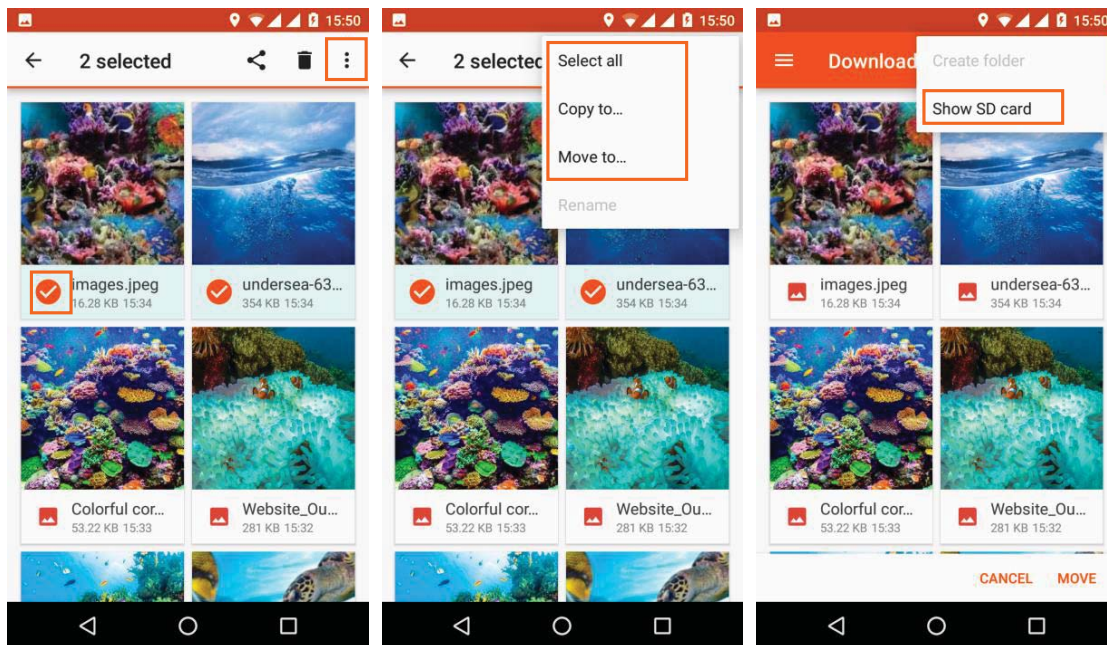 15:50
2 selected
images.jpeg
16.28 KB 15:34
undersea-63...
354 KB 15:34
Colorful cor...
53.22 KB 15:33
Website_Ou...
281 KB 15:32
15:50
2 selected
Select all
Copy to...
Move to...
Rename
images.jpeg
16.28 KB 15:34
undersea-63...
354 KB 15:34
Colorful cor...
53.22 KB 15:33
Website_Ou...
281 KB 15:32
15:50
Download
Create folder
Show SD card
images.jpeg
16.28 KB 15:34
undersea-63...
354 KB 15:34
Colorful cor...
53.22 KB 15:33
Website_Ou...
281 KB 15:32
CANCEL MOVE